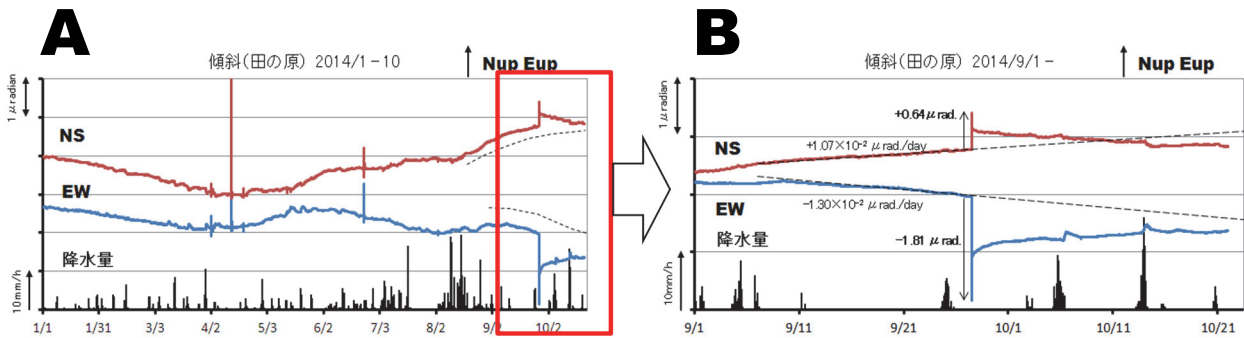 A
傾斜(田の原) 2014/1-10
Nup Eup
1 μradian
NS
EW
降水量
10mm/h
1/1 1/31 3/3 4/2 5/2 6/2 7/3 8/2 10/2
B
傾斜(田の原) 2014/9/1-
Nup Eup
1 μradian
+0.64 μ rad.
NS
+1.07×10⁻² μ rad./day
EW
-1.30×10⁻² μ rad./day
降水量
-1.81 μ rad.
10mm/h
9/1 9/11 9/21 10/1 10/11 10/21